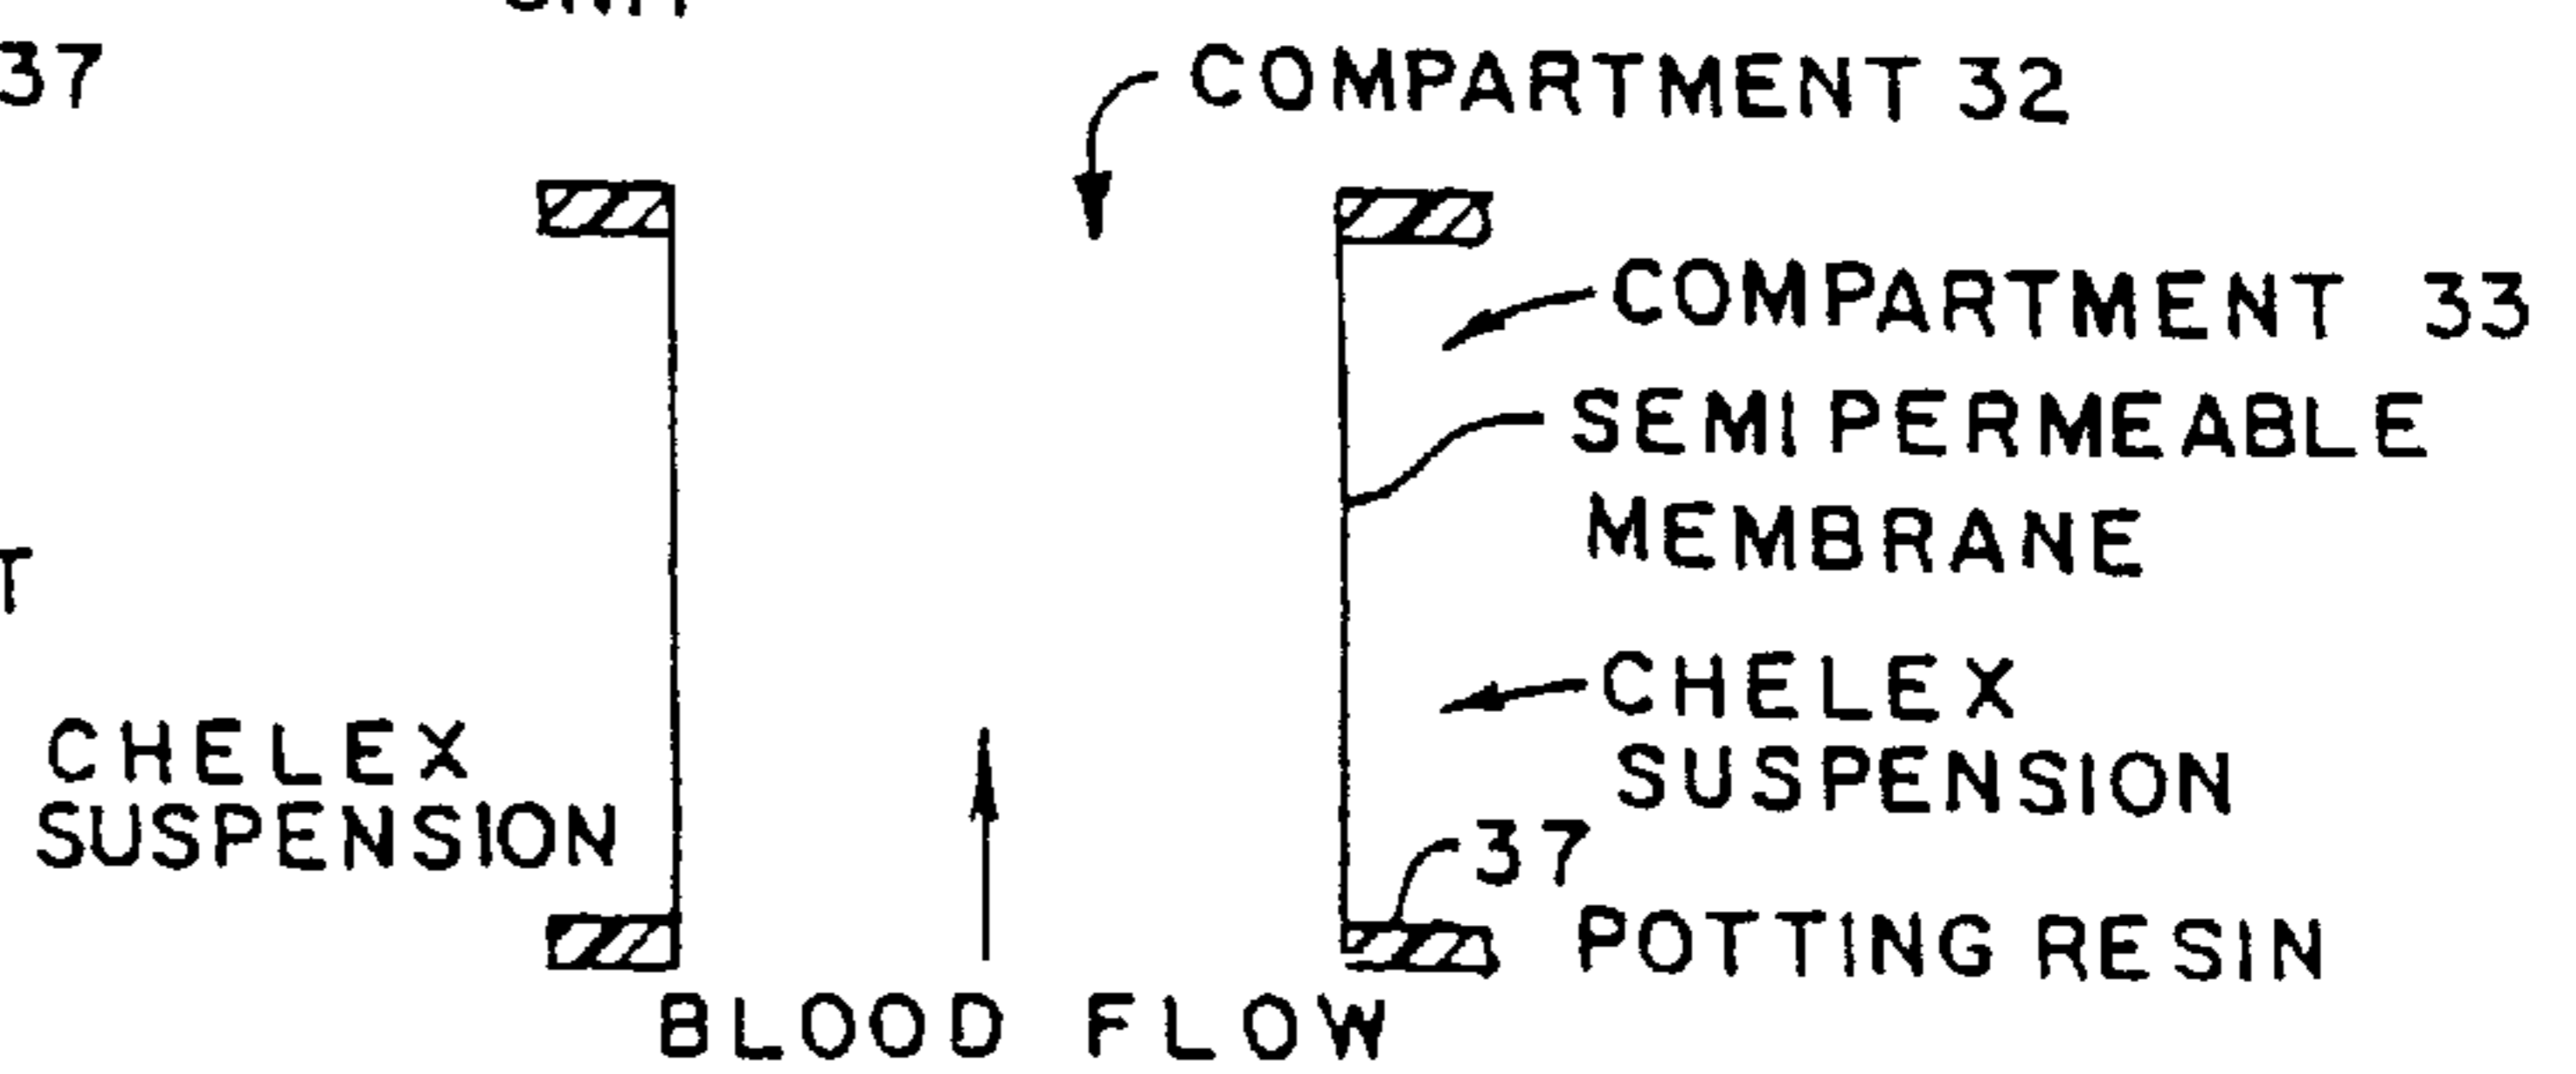 37
COMPARTMENT 32
COMPARTMENT 33
SEMIPERMEABLE
MEMBRANE
T
CHELEX
SUSPENSION
CHELEX
SUSPENSION
37
POTTING RESIN
BLOOD FLOW